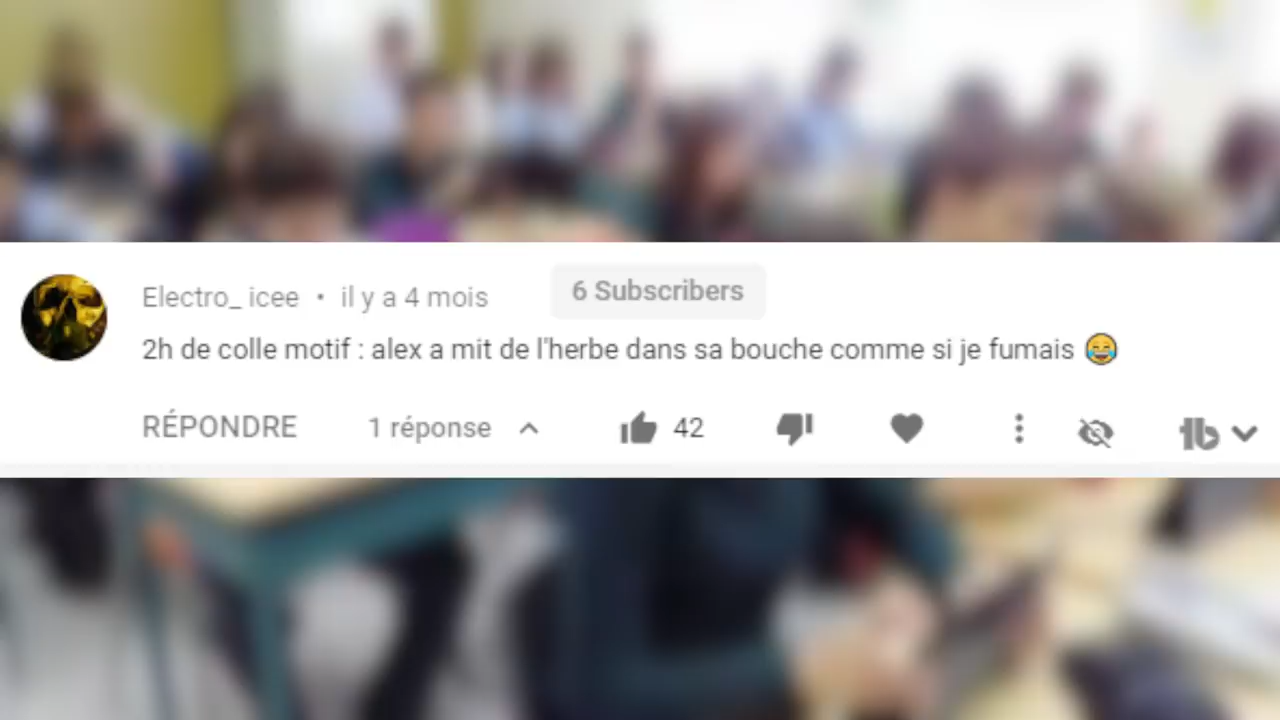 Electro_ icee • il y a 4 mois 6 Subscribers
2h de colle motif : alex a mit de l'herbe dans sa bouche comme si je fumais 😂
RÉPONDRE 1 réponse 42